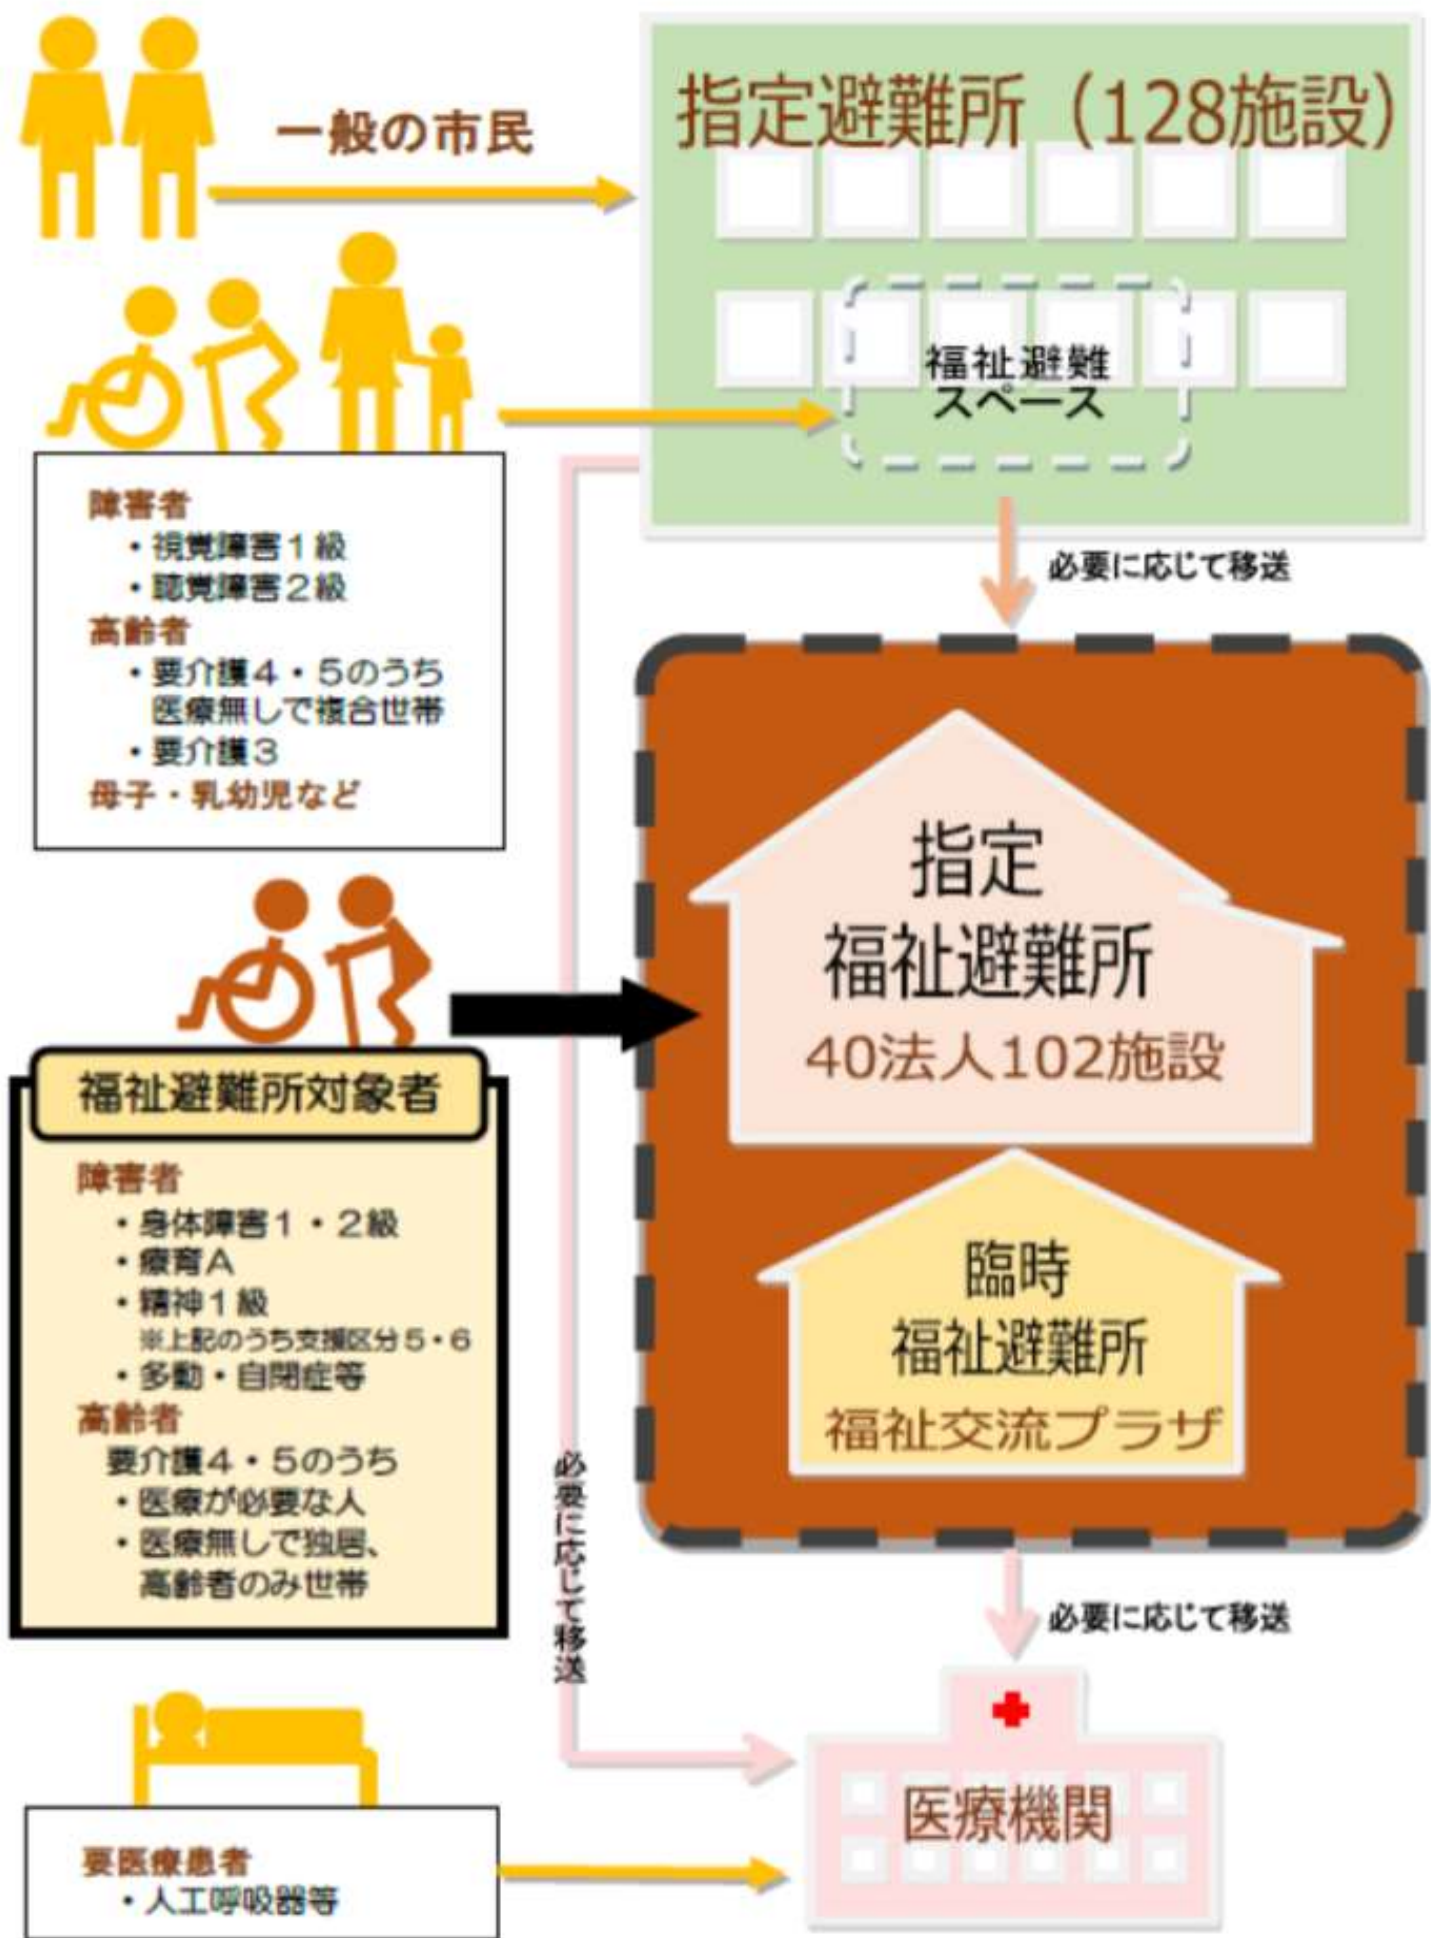 一般の市民
指定避難所（128施設）
福祉避難
スペース
障害者
・視覚障害１級
・聴覚障害２級
高齢者
・要介護４・５のうち
医療無しで複合世帯
・要介護３
母子・乳幼児など
必要に応じて移送
指定
福祉避難所
40法人102施設
福祉避難所対象者
障害者
・身体障害１・２級
・療育Ａ
・精神１級
※上記のうち支援区分５・６
・多動・自閉症等
高齢者
要介護４・５のうち
・医療が必要な人
・医療無しで独居、
高齢者のみ世帯
臨時
福祉避難所
福祉交流プラザ
必要に応じて移送
必要に応じて移送
医療機関
要医療患者
・人工呼吸器等